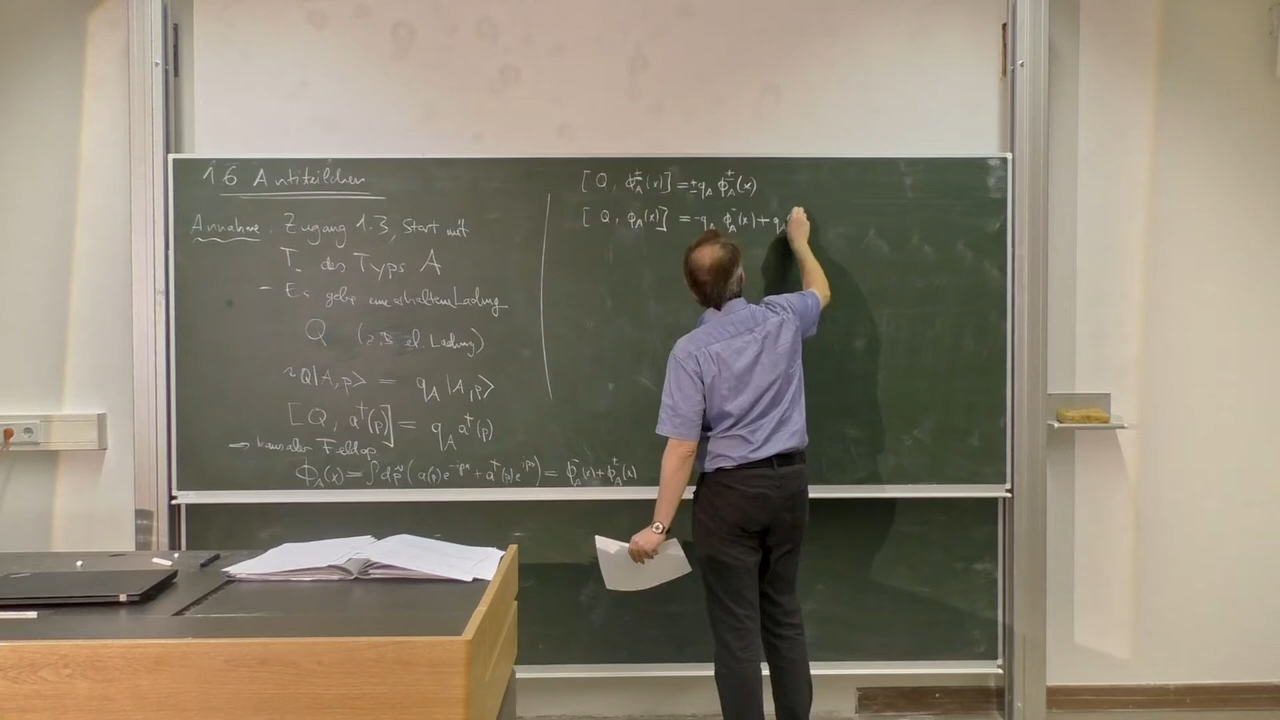 1.6 Antiteilchen
Annahme: Zugang 1.3, Start mit
T. des Typs A
- Es gebe eine erhaltene Ladung
Q (z.B. el. Ladung)
~ Q|A,p> = q_A |A,p>
[Q, a†(p)] = q_A a†(p)
→ kausaler Feldop.
ϕ_A(x) = ∫dp̃ (a(p)e^{-ipx} + a†(p)e^{ipx}) = ϕ_A^-(x) + ϕ_A^+(x)
[Q, ϕ_A^±(x)] = ±q_A ϕ_A^±(x)
[Q, ϕ_A(x)] = -q_A ϕ_A^-(x) + q_A